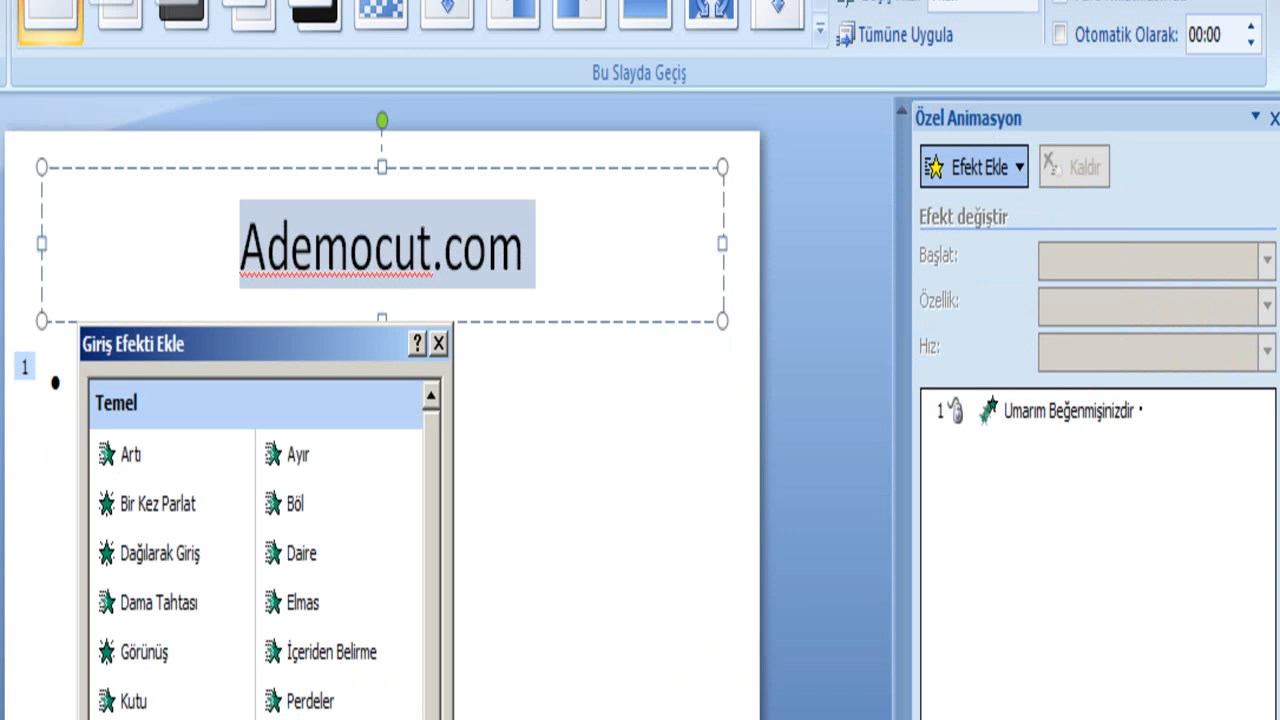 Tümüne Uygula
Otomatik Olarak: 00:00
Bu Slayda Geçiş
Özel Animasyon
Efekt Ekle
Kaldır
Efekt değiştir
Başlat:
Özellik:
Hız:
1 Umarım Beğenmişinizdir •
Ademocut.com
1
Giriş Efekti Ekle
Temel
Artı Ayır
Bir Kez Parlat Böl
Dağılarak Giriş Daire
Dama Tahtası Elmas
Görünüş İçeriden Belirme
Kutu Perdeler